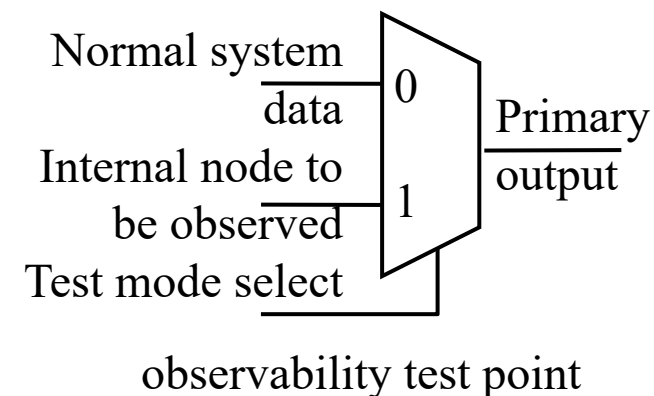 Normal system
data
0
Internal node to
be observed
1
Test mode select
Primary
output
observability test point